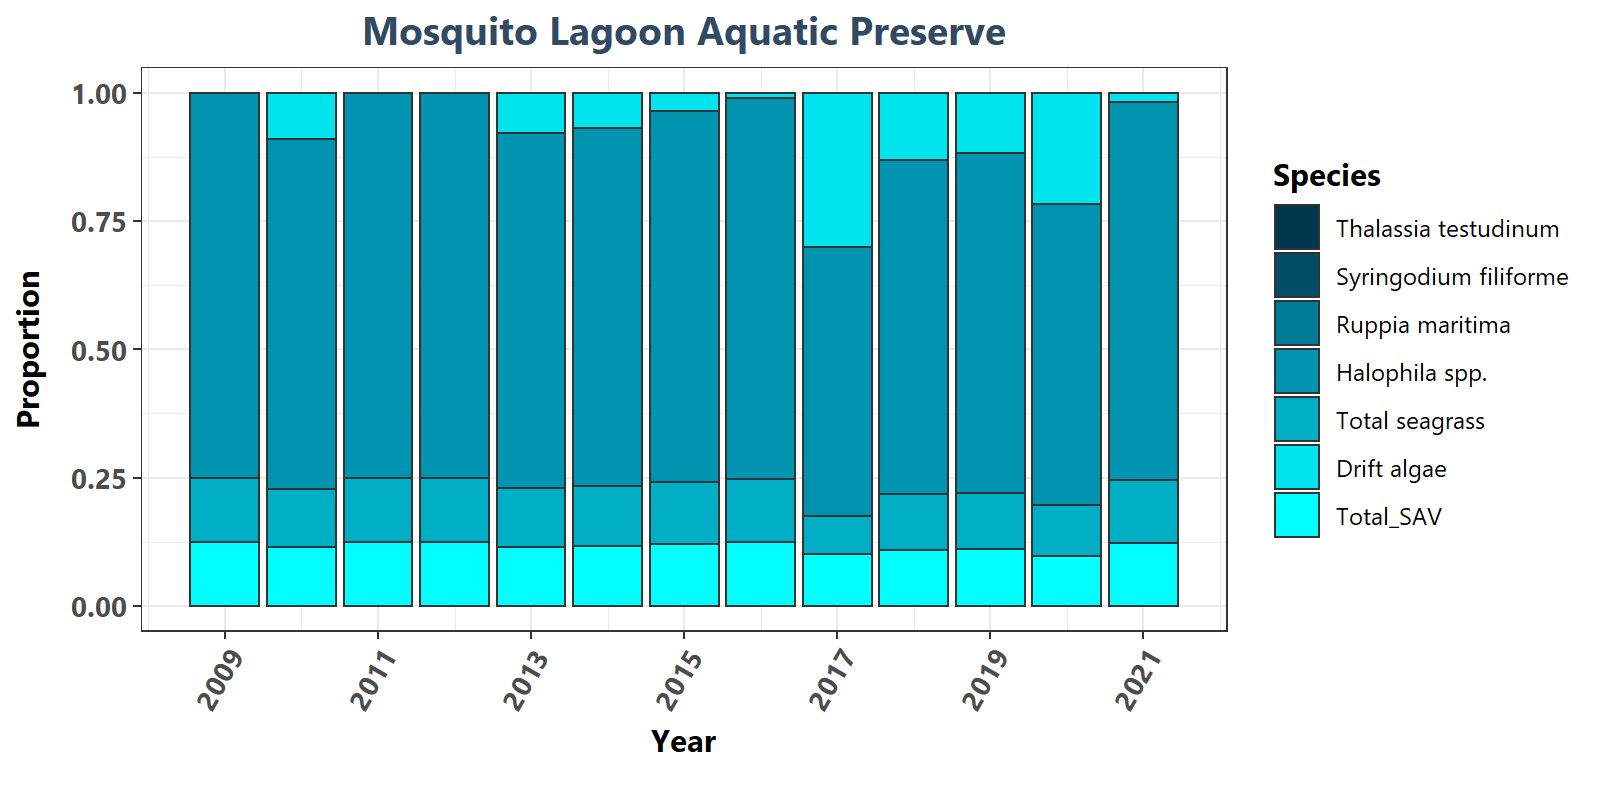 Mosquito Lagoon Aquatic Preserve
Proportion
1.00
0.75
0.50
0.25
0.00
2009
2011
2013
2015
2017
2019
2021
Year
Species
Thalassia testudinum
Syringodium filiforme
Ruppia maritima
Halophila spp.
Total seagrass
Drift algae
Total_SAV